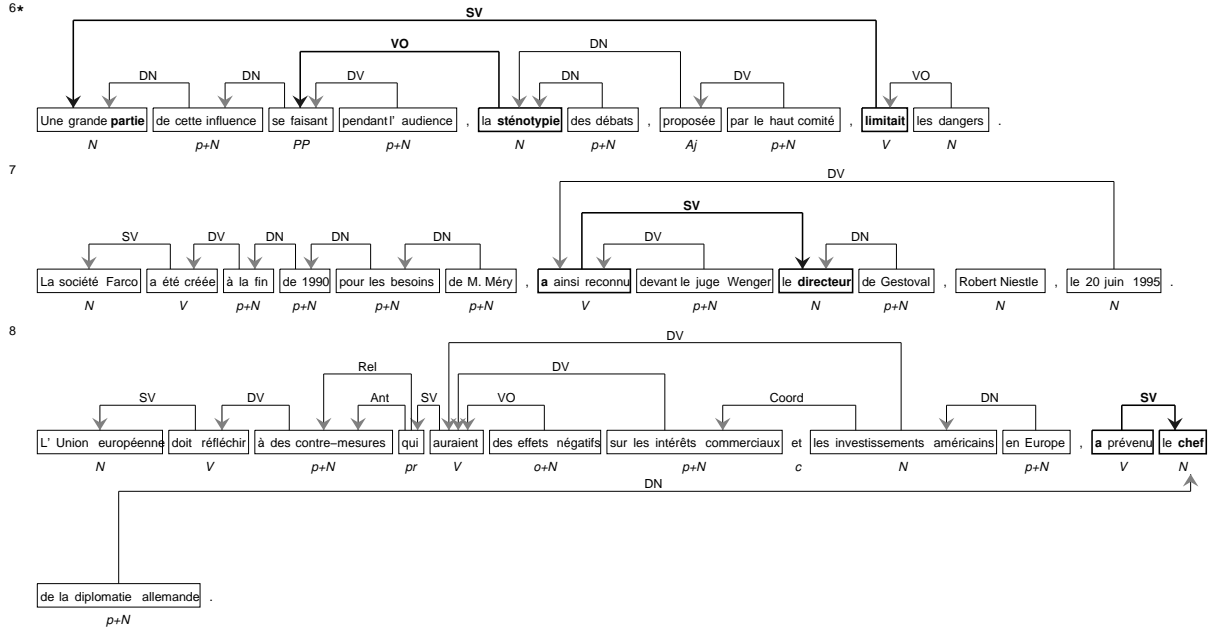 6*
SV
VO DN
DN DN DV DN DV VO
Une grande partie de cette influence se faisant pendant l' audience , la sténotypie des débats , proposée par le haut comité , limitait les dangers .
N p+N PP p+N N p+N Aj p+N V N
7
DV
SV
SV DV DN DN DN DV DN
La société Farco a été créée à la fin de 1990 pour les besoins de M. Méry , a ainsi reconnu devant le juge Wenger le directeur de Gestoval , Robert Niestle , le 20 juin 1995 .
N V p+N p+N p+N p+N V p+N N p+N N N
8
DV
Rel DV
SV DV Ant SV VO Coord DN SV
L' Union européenne doit réfléchir à des contre−mesures qui auraient des effets négatifs sur les intérêts commerciaux et les investissements américains en Europe , a prévenu le chef
N V p+N pr V o+N p+N c N p+N V N
DN
de la diplomatie allemande .
p+N